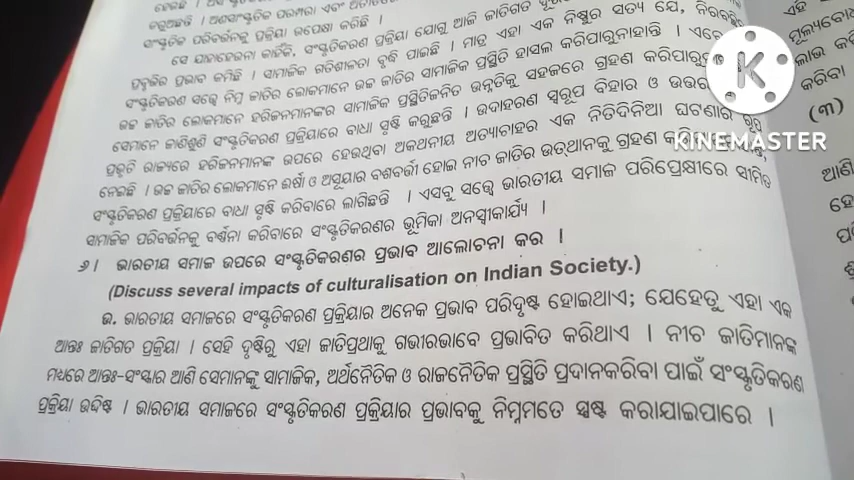 ସାଂସ୍କୃତିକ ପରିବର୍ତ୍ତନକୁ ପ୍ରକ୍ରିୟା ଉପେକ୍ଷା କରିଛି ।
ସେ ଯାହାହେଉନା କାହିଁକି, ସଂସ୍କୃତିକରଣ ପ୍ରକ୍ରିୟା ଯୋଗୁ ଆଜି ଜାତିଗତ
ପ୍ରବୃତ୍ତିର ପ୍ରଭାବ କମିଛି । ସାମାଜିକ ଗତିଶୀଳତା ବୃଦ୍ଧି ପାଇଛି । ମାତ୍ର ଏହା ଏକ ନିଷ୍ଠୁର ସତ୍ୟ ଯେ,
ସଂସ୍କୃତିକରଣ ସତ୍ତ୍ୱେ ନିମ୍ନ ଜାତିର ଲୋକମାନେ ଉଚ୍ଚ ଜାତିର ସାମାଜିକ ପ୍ରସ୍ଥିତି ହାସଲ କରିପାରୁନାହାନ୍ତି ।
ଉଚ୍ଚ ଜାତିର ଲୋକମାନେ ହରିଜନମାନଙ୍କର ସାମାଜିକ ପ୍ରସ୍ଥିତିଜନିତ ଉନ୍ନତିକୁ ସହଜରେ ଗ୍ରହଣ
ସେମାନେ ଜାଣିଶୁଣି ସଂସ୍କୃତିକରଣ ପ୍ରକ୍ରିୟାରେ ବାଧା ସୃଷ୍ଟି କରୁଛନ୍ତି । ଉଦାହରଣ ସ୍ୱରୂପ ବିହାର ଓ
ପ୍ରଭୃତି ରାଜ୍ୟରେ ହରିଜନମାନଙ୍କ ଉପରେ ହେଉଥିବା ଅକଥନୀୟ ଅତ୍ୟାଚାର ଏକ ନିତିଦିନିଆ ଘଟଣାର ରୂପ
ନେଇଛି । ଉଚ୍ଚ ଜାତିର ଲୋକମାନେ ଈର୍ଷା ଓ ଅସୂୟାର ବଶବର୍ତ୍ତୀ ହୋଇ ନୀଚ ଜାତିର ଉତ୍‌ଥାନକୁ ଗ୍ରହଣ
ସଂସ୍କୃତିକରଣ ପ୍ରକ୍ରିୟାରେ ବାଧା ସୃଷ୍ଟି କରିବାରେ ଲାଗିଛନ୍ତି । ଏସବୁ ସତ୍ତ୍ୱେ ଭାରତୀୟ ସମାଜ ପରିପ୍ରେକ୍ଷୀରେ ସୀମିତ
ସାମାଜିକ ପରିବର୍ତ୍ତନକୁ ବର୍ଣ୍ଣନା କରିବାରେ ସଂସ୍କୃତିକରଣର ଭୂମିକା ଅନସ୍ୱୀକାର୍ଯ୍ୟ ।
୬। ଭାରତୀୟ ସମାଜ ଉପରେ ସଂସ୍କୃତିକରଣର ପ୍ରଭାବ ଆଲୋଚନା କର ।
(Discuss several impacts of culturalisation on Indian Society.)
ଉ. ଭାରତୀୟ ସମାଜରେ ସଂସ୍କୃତିକରଣ ପ୍ରକ୍ରିୟାର ଅନେକ ପ୍ରଭାବ ପରିଦୃଷ୍ଟ ହୋଇଥାଏ; ଯେହେତୁ ଏହା ଏକ
ଆନ୍ତଃ ଜାତିଗତ ପ୍ରକ୍ରିୟା । ସେହି ଦୃଷ୍ଟିରୁ ଏହା ଜାତିପ୍ରଥାକୁ ଗଭୀରଭାବେ ପ୍ରଭାବିତ କରିଥାଏ । ନୀଚ ଜାତିମାନଙ୍କ
ମଧ୍ୟରେ ଆନ୍ତଃ-ସଂସ୍କାର ଆଣି ସେମାନଙ୍କୁ ସାମାଜିକ, ଅର୍ଥନୈତିକ ଓ ରାଜନୈତିକ ପ୍ରସ୍ଥିତି ପ୍ରଦାନକରିବା ପାଇଁ ସଂସ୍କୃତିକରଣ
ପ୍ରକ୍ରିୟା ଉଦ୍ଦିଷ୍ଟ । ଭାରତୀୟ ସମାଜରେ ସଂସ୍କୃତିକରଣ ପ୍ରକ୍ରିୟାର ପ୍ରଭାବକୁ ନିମ୍ନମତେ ସ୍ପଷ୍ଟ କରାଯାଇପାରେ ।
ମୂଲ୍ୟବୋଧ
ଲାଭ
କରିବା
(୩)
ଆଣି
K
KINEMASTER